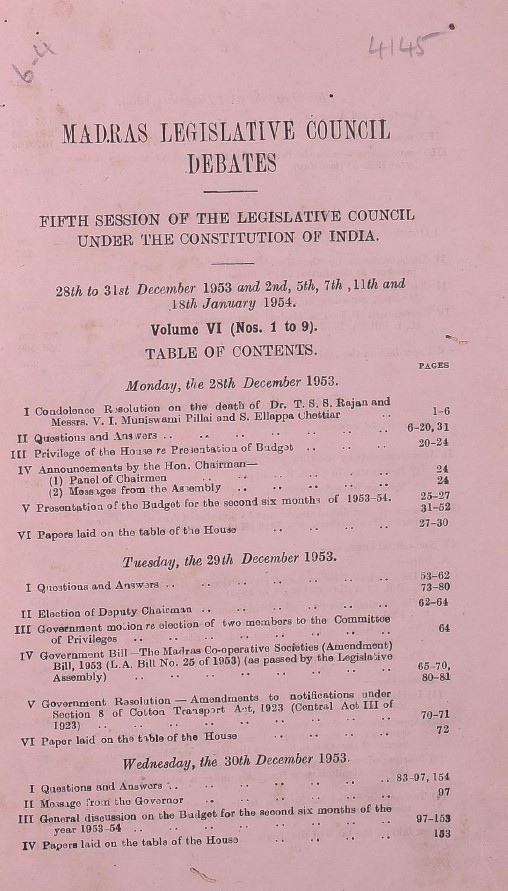 6-4
4145
MADRAS LEGISLATIVE COUNCIL
DEBATES
FIFTH SESSION OF THE LEGISLATIVE COUNCIL
UNDER THE CONSTITUTION OF INDIA.
28th to 31st December 1953 and 2nd, 5th, 7th ,11th and
18th January 1954.
Volume VI (Nos. 1 to 9).
TABLE OF CONTENTS.
PAGES
Monday, the 28th December 1953.
I Condolence Resolution on the death of Dr. T. S. S. Rajan and
Messrs. V. I. Muniswami Pillai and S. Ellappa Chettiar .. 1-6
II Questions and Answers .. .. .. .. .. .. .. 6-20, 31
III Privilege of the House re Presentation of Budget .. .. .. 20-24
IV Announcements by the Hon. Chairman—
(1) Panel of Chairmen .. .. .. .. .. .. 24
(2) Messages from the Assembly .. .. .. .. .. 24
V Presentation of the Budget for the second six months of 1953-54. 25-27
31-52
VI Papers laid on the table of the House .. .. .. .. 27-30
Tuesday, the 29th December 1953.
I Questions and Answers .. .. .. .. .. .. .. 53-62
73-80
II Election of Deputy Chairman .. .. .. .. .. .. 62-64
III Government motion re election of two members to the Committee
of Privileges .. .. .. .. .. .. .. .. 64
IV Government Bill—The Madras Co-operative Societies (Amendment)
Bill, 1953 (L.A. Bill No. 25 of 1953) (as passed by the Legislative
Assembly) .. .. .. .. .. .. .. .. 65-70,
80-81
V Government Resolution — Amendments to notifications under
Section 8 of Cotton Transport Act, 1923 (Central Act III of
1923) .. .. .. .. .. .. .. .. .. 70-71
VI Paper laid on the table of the House .. .. .. .. 72
Wednesday, the 30th December 1953.
I Questions and Answers .. .. .. .. .. .. .. 83-97, 154
II Message from the Governor .. .. .. .. .. .. 97
III General discussion on the Budget for the second six months of the
year 1953-54 .. .. .. .. .. .. .. .. 97-153
IV Papers laid on the table of the House .. .. .. .. 153